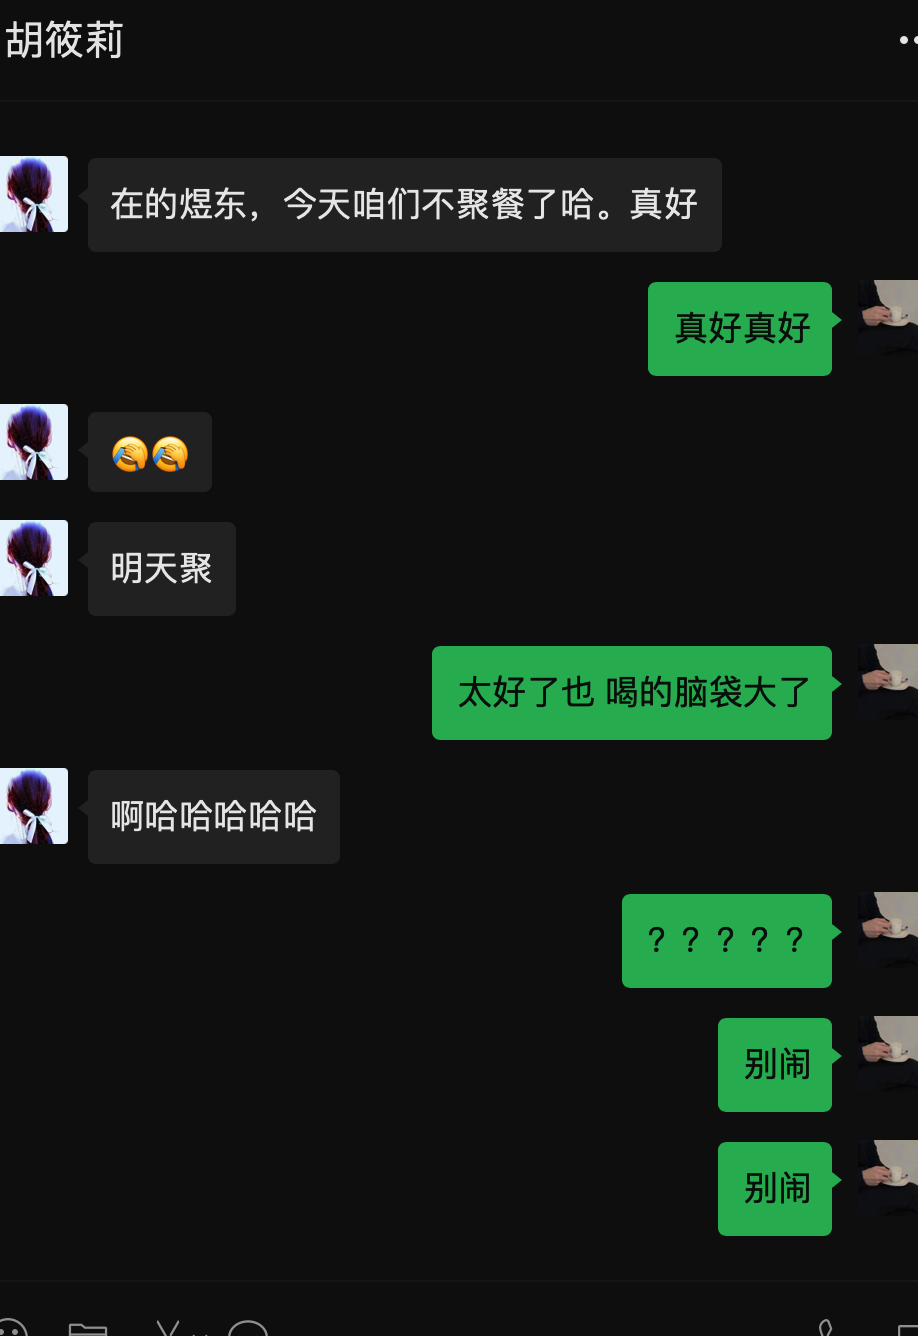 胡筱莉
在的煜东，今天咱们不聚餐了哈。真好
真好真好
🤣🤣
明天聚
太好了也 喝的脑袋大了
啊哈哈哈哈哈
？？？？？
别闹
别闹